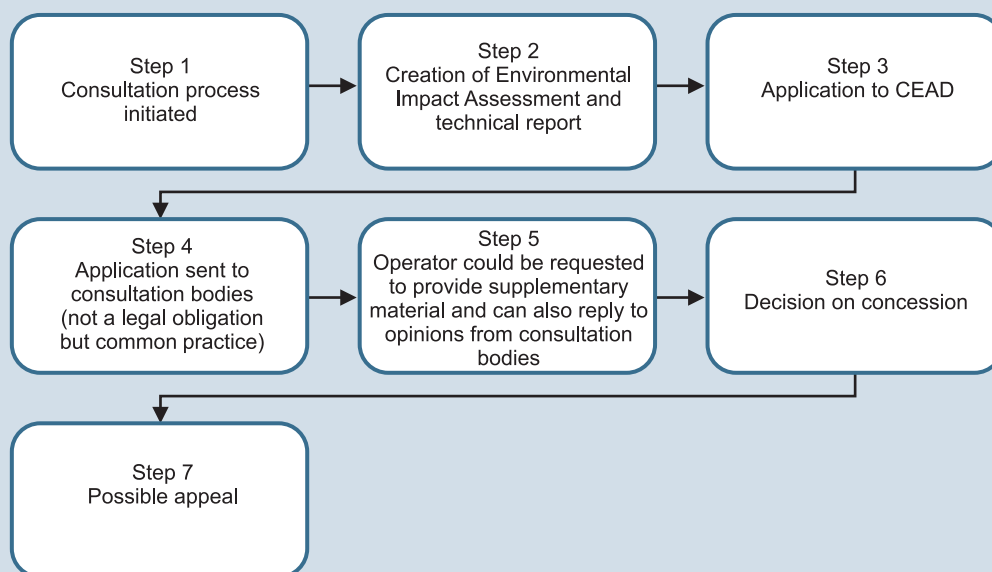 Step 1
Consultation process
initiated
Step 2
Creation of Environmental
Impact Assessment and
technical report
Step 3
Application to CEAD
Step 4
Application sent to
consultation bodies
(not a legal obligation
but common practice)
Step 5
Operator could be requested
to provide supplementary
material and can also reply to
opinions from consultation
bodies
Step 6
Decision on concession
Step 7
Possible appeal